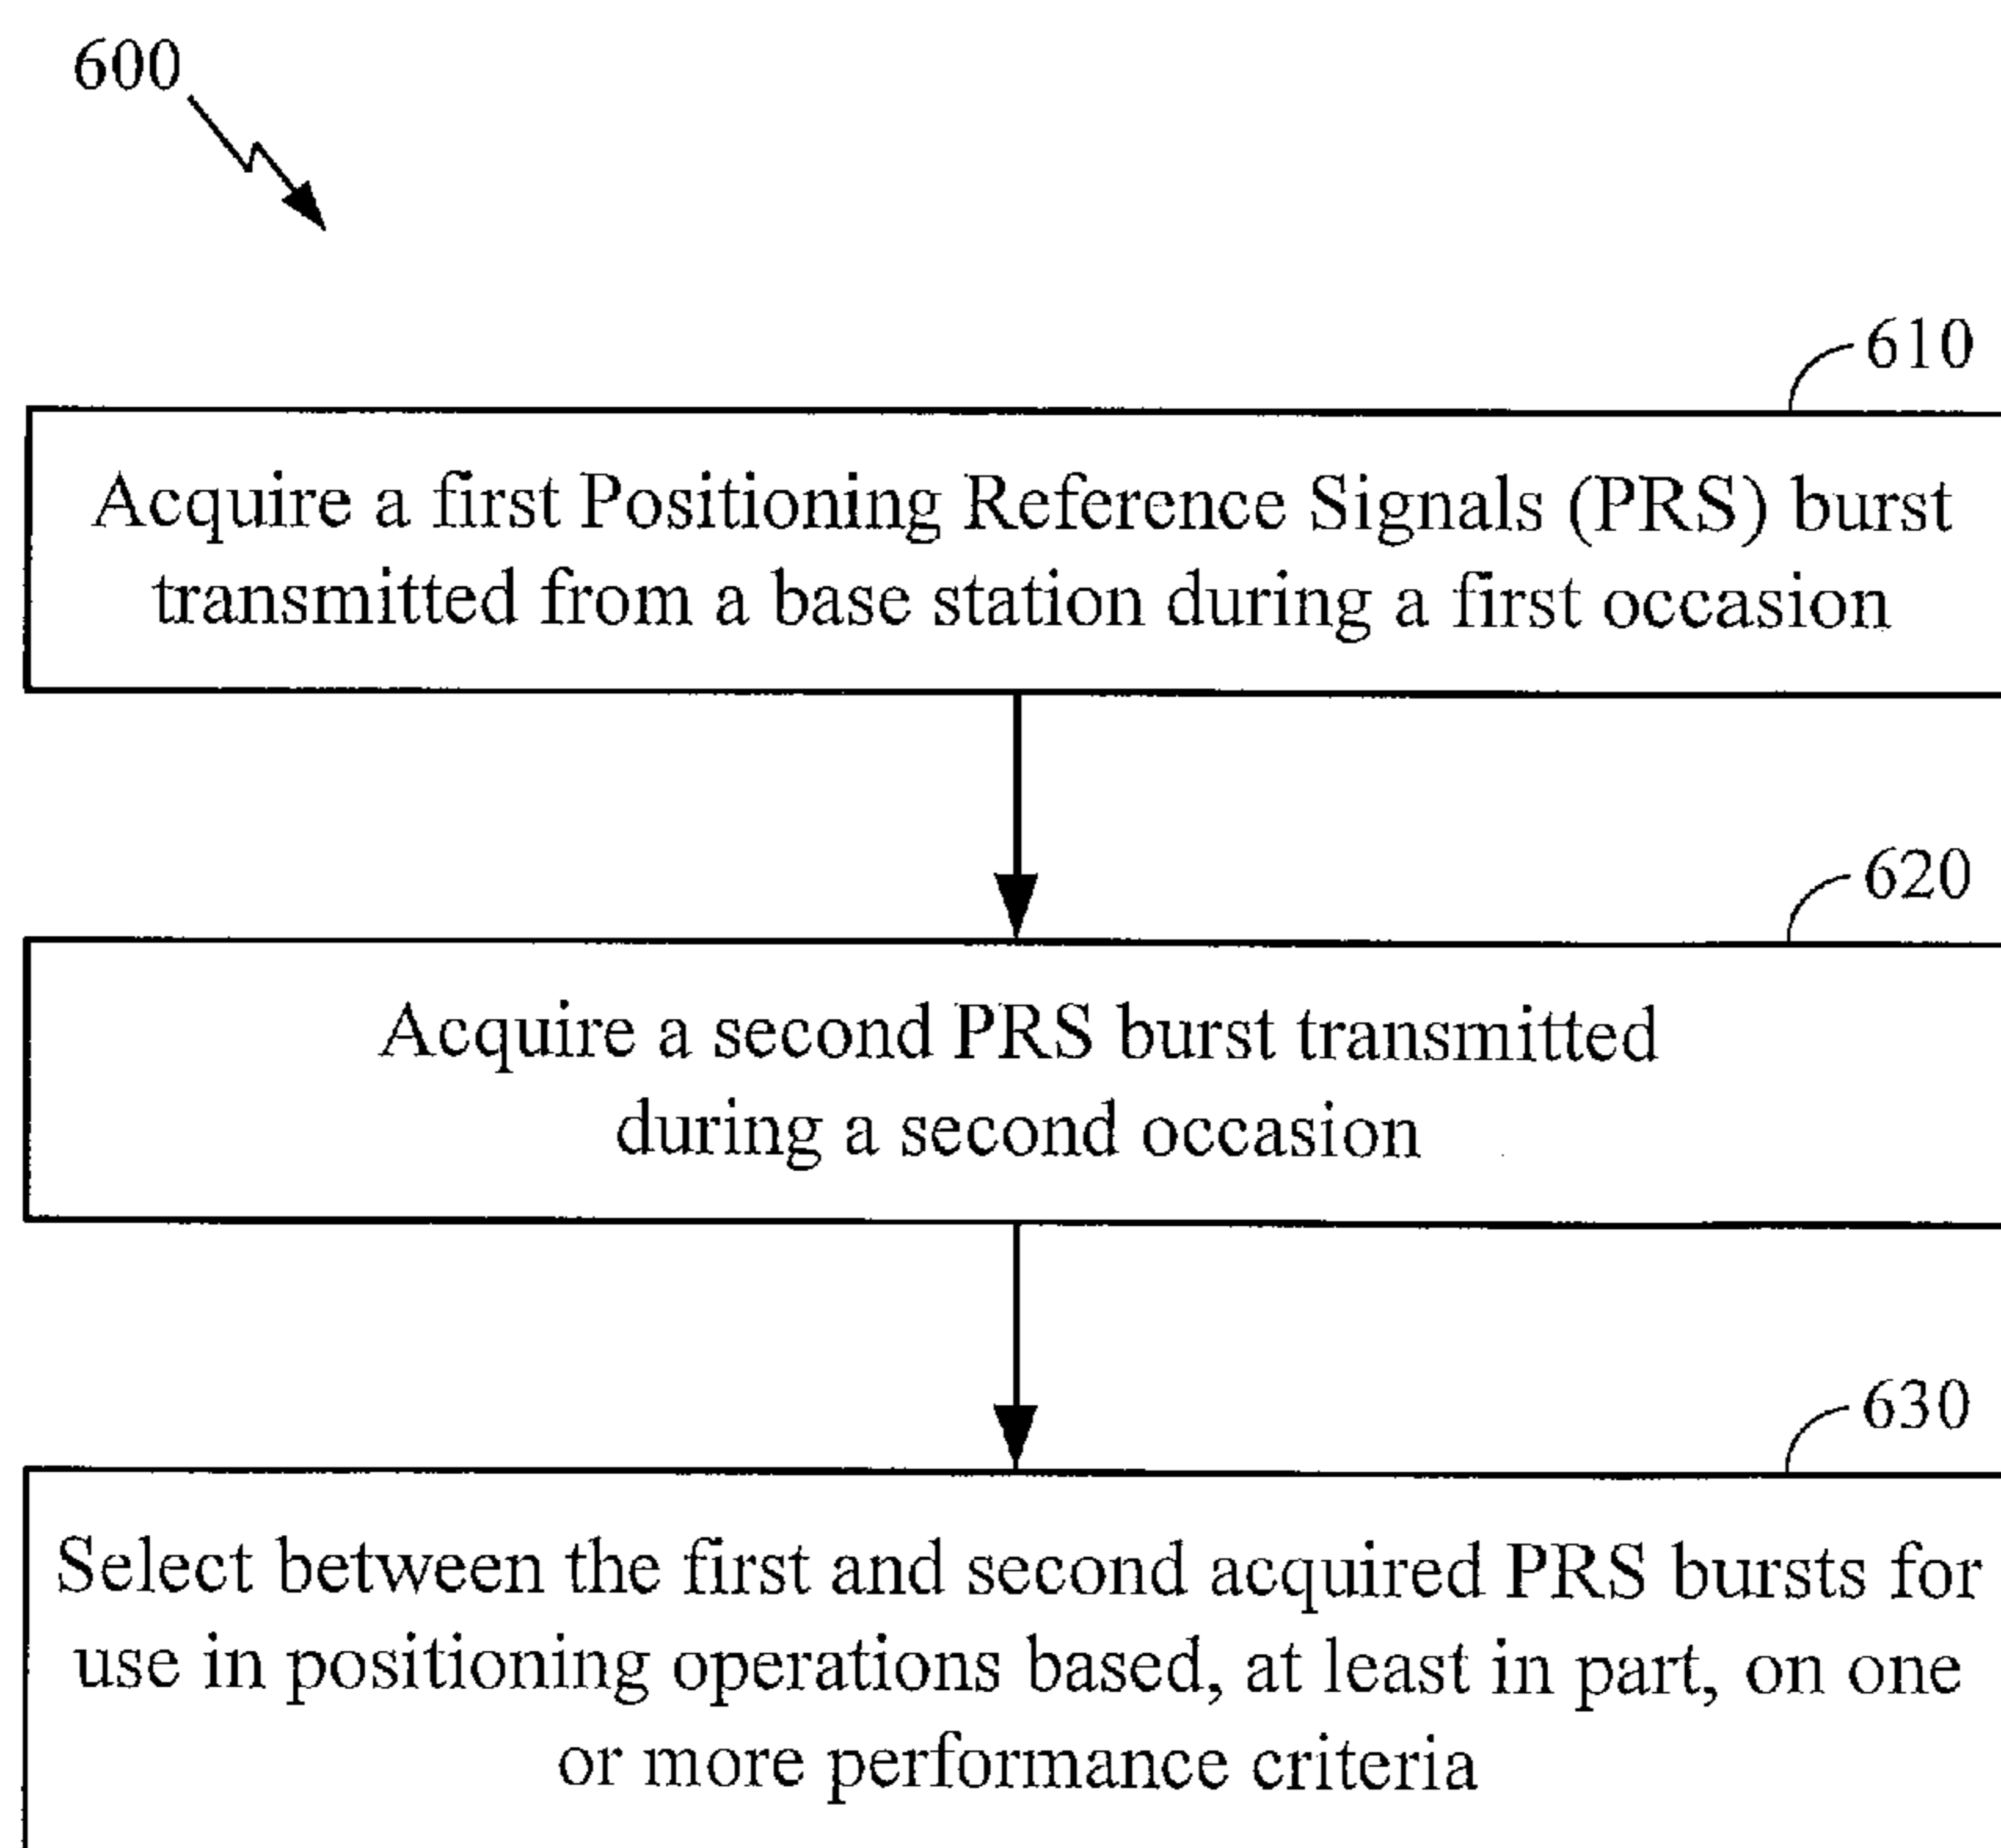 600
610
Acquire a first Positioning Reference Signals (PRS) burst
transmitted from a base station during a first occasion
620
Acquire a second PRS burst transmitted
during a second occasion
630
Select between the first and second acquired PRS bursts for
use in positioning operations based, at least in part, on one
or more performance criteria